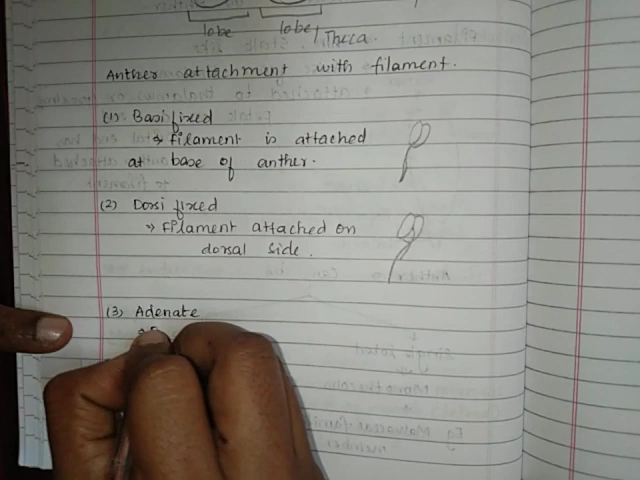 lobe lobe / Theca.
Anther attachment with filament.
(1) Basifixed
→ filament is attached
at base of anther.
(2) Dorsi fixed
→ Filament attached on
dorsal side.
(3) Adenate